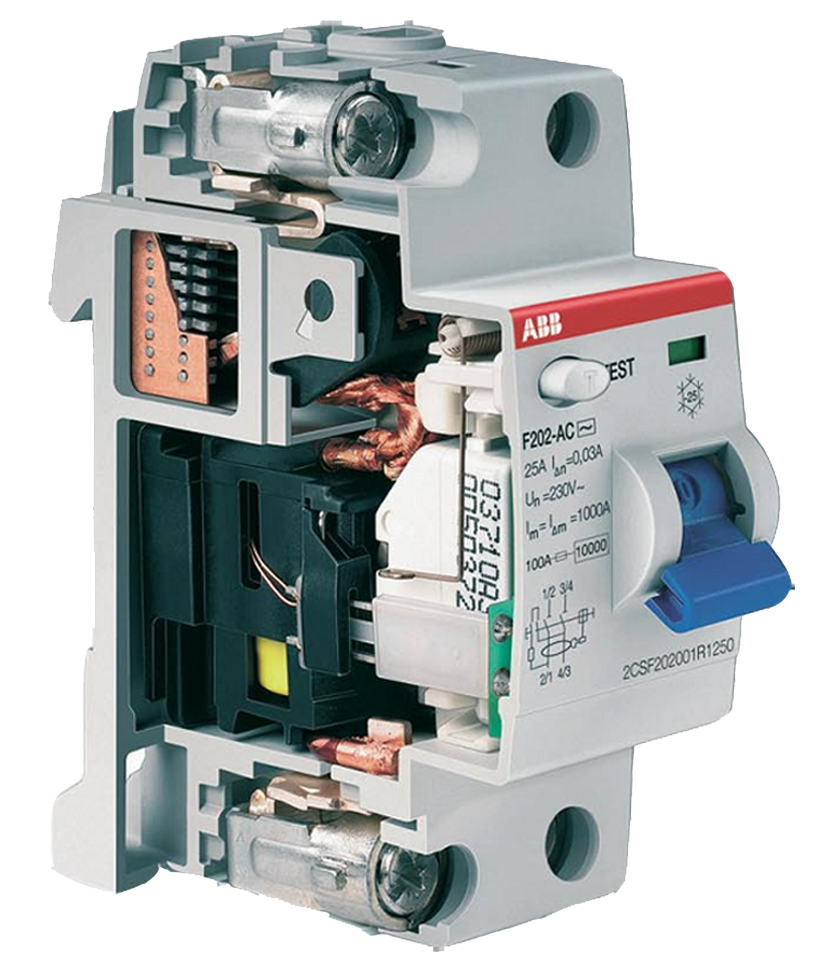 ABB
TEST
T
-25
F202-AC
25A IΔn=0,03A
Un=230V~
Im=IΔm=1000A
100A 10000
1/2 3/4
2/1 4/3
2CSF202001R1250